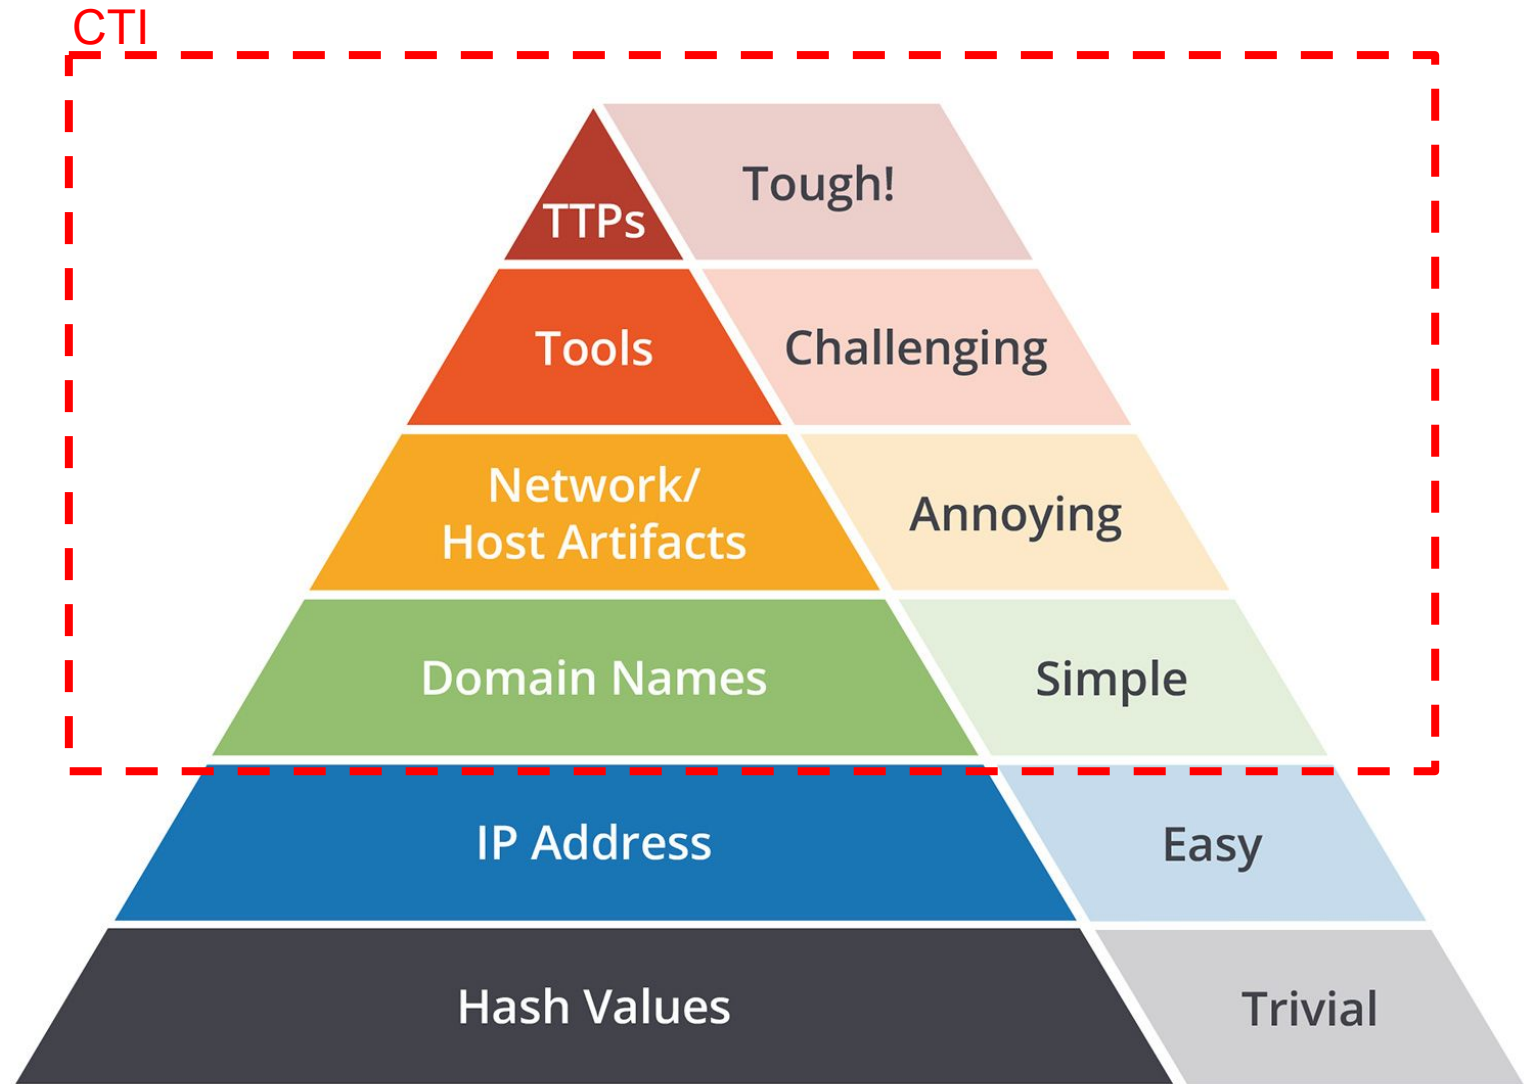 CTI
TTPs
Tough!
Tools
Challenging
Network/
Host Artifacts
Annoying
Domain Names
Simple
IP Address
Easy
Hash Values
Trivial